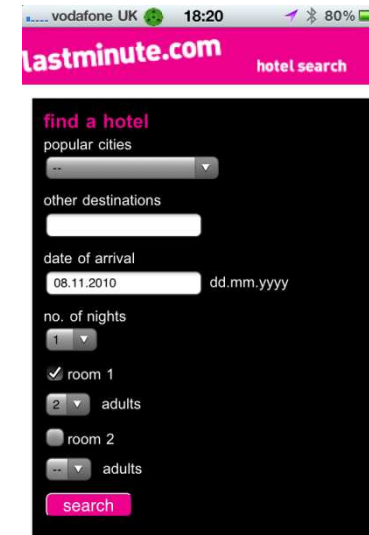 vodafone UK 18:20 80%
lastminute.com
hotel search
find a hotel
popular cities
--
other destinations
date of arrival
08.11.2010 dd.mm.yyyy
no. of nights
1
room 1
2 adults
room 2
-- adults
search